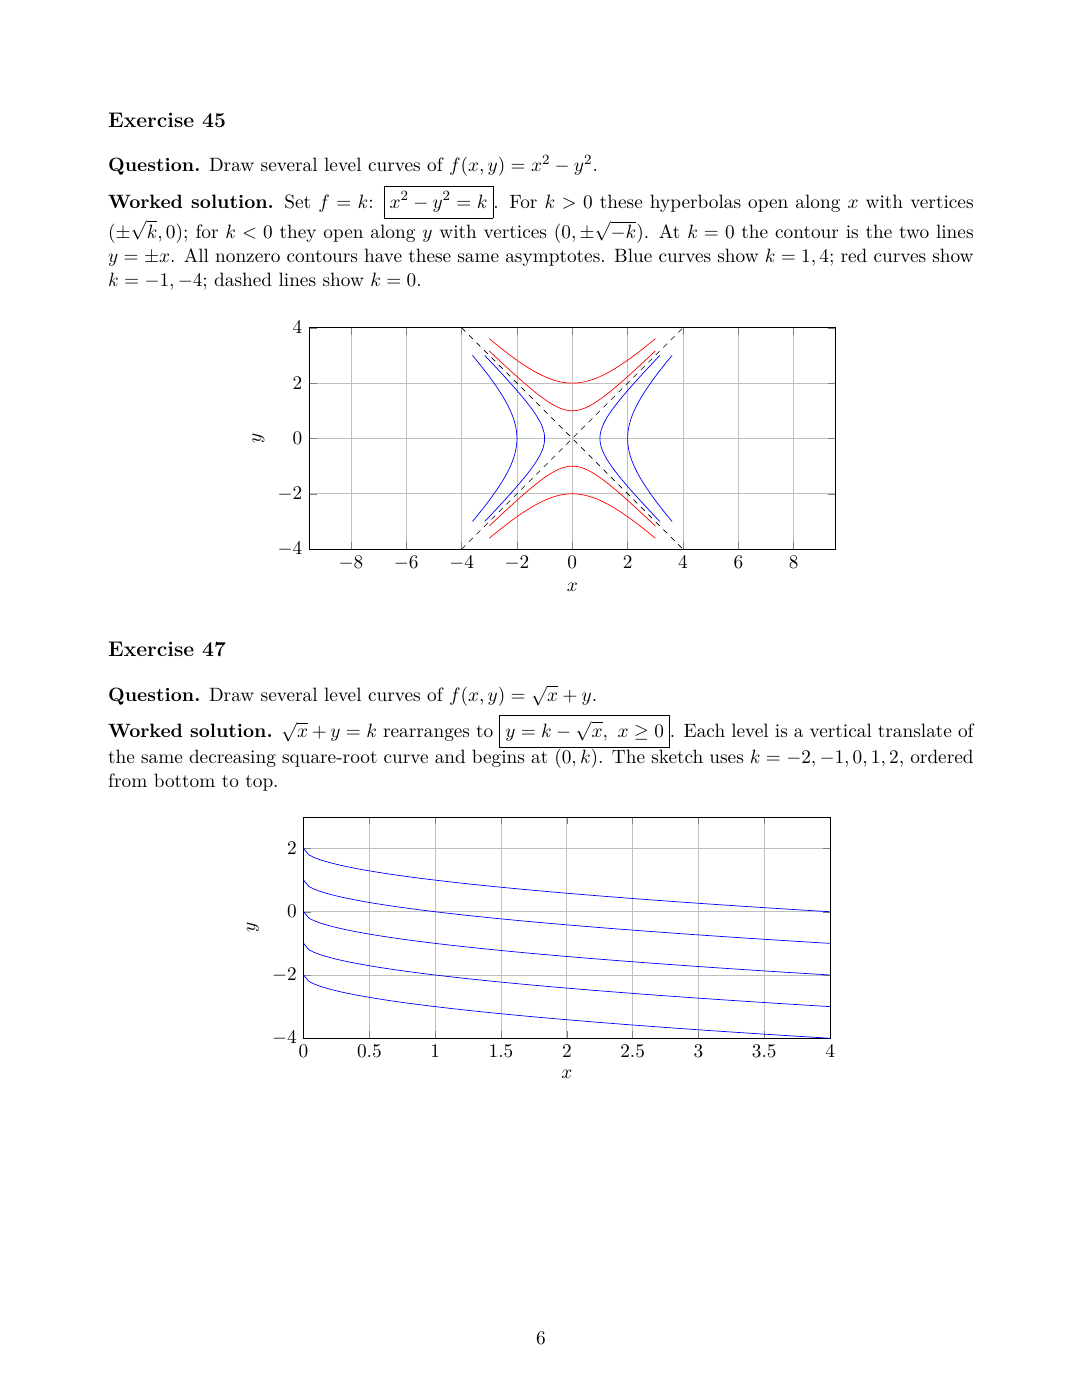 Exercise 45
Question. Draw several level curves of f(x, y) = x² − y².
Worked solution. Set f = k: x² − y² = k. For k > 0 these hyperbolas open along x with vertices
(±√k, 0); for k < 0 they open along y with vertices (0, ±√−k). At k = 0 the contour is the two lines
y = ±x. All nonzero contours have these same asymptotes. Blue curves show k = 1, 4; red curves show
k = −1, −4; dashed lines show k = 0.
4
2
0
−2
−4
y
−8 −6 −4 −2 0 2 4 6 8
x
Exercise 47
Question. Draw several level curves of f(x, y) = √x + y.
Worked solution. √x + y = k rearranges to y = k − √x, x ≥ 0. Each level is a vertical translate of
the same decreasing square-root curve and begins at (0, k). The sketch uses k = −2, −1, 0, 1, 2, ordered
from bottom to top.
2
0
−2
−4
y
0 0.5 1 1.5 2 2.5 3 3.5 4
x
6